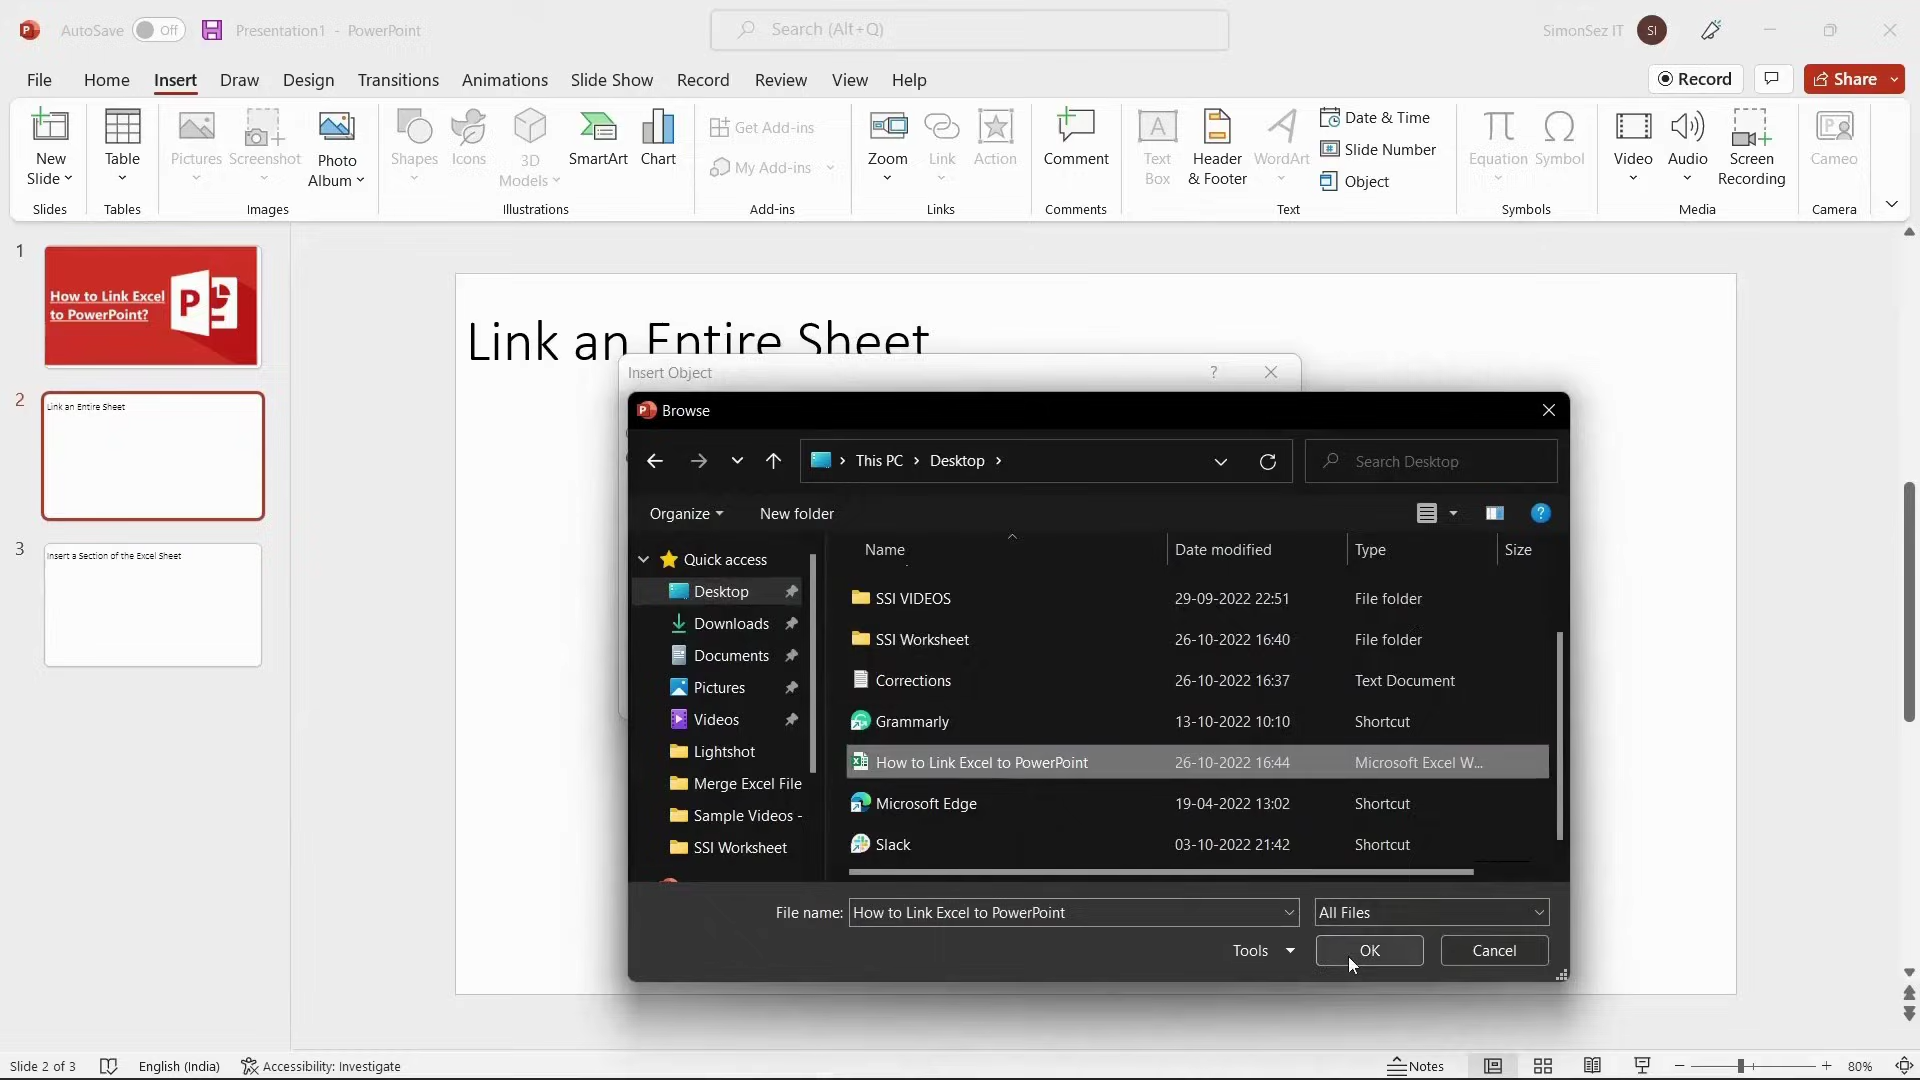 AutoSave Off Presentation1 - PowerPoint Search (Alt+Q) SimonSez IT SI
File Home Insert Draw Design Transitions Animations Slide Show Record Review View Help Record Share
New Slide
Table
Pictures
Screenshot
Photo Album
Shapes
Icons
3D Models
SmartArt
Chart
Get Add-ins
My Add-ins
Zoom
Link
Action
Comment
Text Box
Header & Footer
WordArt
Date & Time
Slide Number
Object
Equation
Symbol
Video
Audio
Screen Recording
Cameo
Slides Tables Images Illustrations Add-ins Links Comments Text Symbols Media Camera
1
How to Link Excel
to PowerPoint?
2
Link an Entire Sheet
3
Insert a Section of the Excel Sheet
Link an Entire Sheet
Insert Object ?
Browse
This PC > Desktop > Search Desktop
Organize New folder
Quick access
Desktop
Downloads
Documents
Pictures
Videos
Lightshot
Merge Excel File
Sample Videos -
SSI Worksheet
Name Date modified Type Size
SSI VIDEOS 29-09-2022 22:51 File folder
SSI Worksheet 26-10-2022 16:40 File folder
Corrections 26-10-2022 16:37 Text Document
Grammarly 13-10-2022 10:10 Shortcut
How to Link Excel to PowerPoint 26-10-2022 16:44 Microsoft Excel W...
Microsoft Edge 19-04-2022 13:02 Shortcut
Slack 03-10-2022 21:42 Shortcut
File name: How to Link Excel to PowerPoint All Files
Tools OK Cancel
Slide 2 of 3 English (India) Accessibility: Investigate Notes 80%